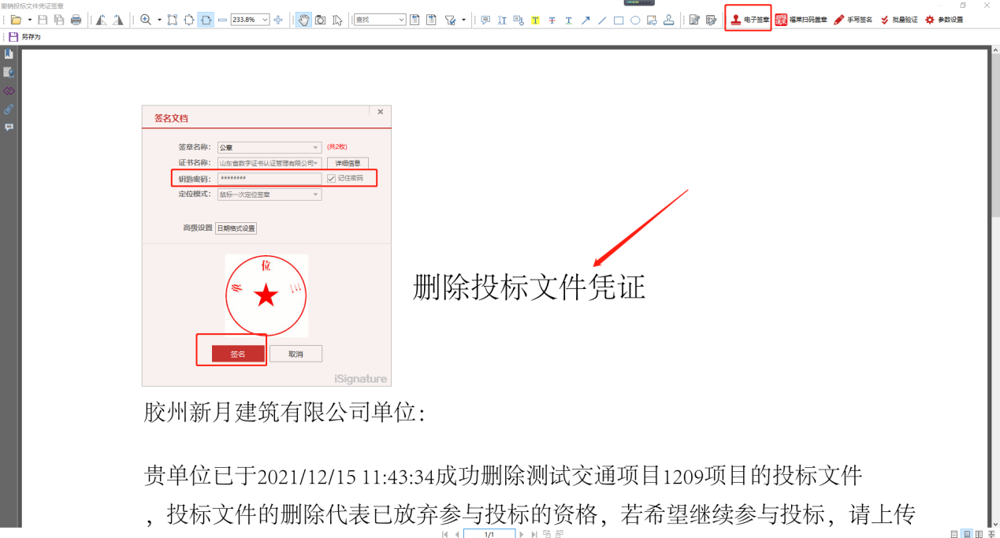 撤销投标文件凭证签章
233.8%
查找
电子签章
福莱扫码盖章
手写签名
批量验证
参数设置
另存为
签名文档
签章名称：
公章
(共2枚)
证书名称：
山东省数字证书认证管理有限公司
详细信息
钥匙密码：
********
记住密码
定位模式：
鼠标一次定位签章
高级设置
日期格式设置
单位
签名
取消
iSignature
删除投标文件凭证
胶州新月建筑有限公司单位：
贵单位已于2021/12/15 11:43:34成功删除测试交通项目1209项目的投标文件
，投标文件的删除代表已放弃参与投标的资格，若希望继续参与投标，请上传
1/1